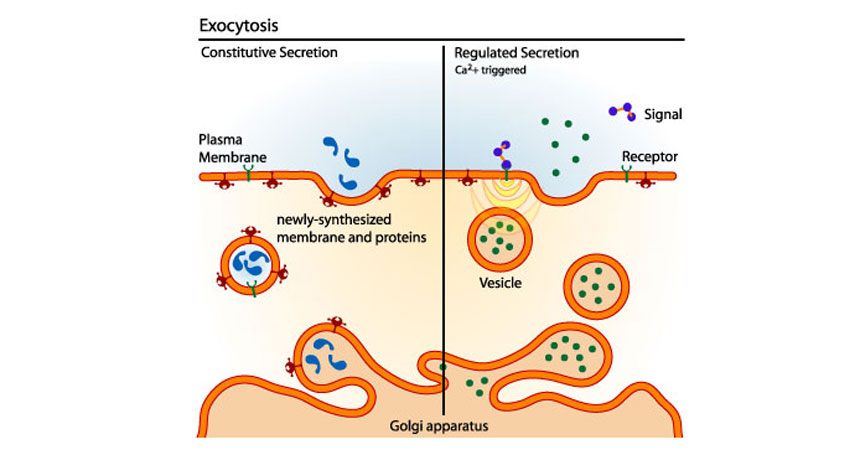 Exocytosis
Constitutive Secretion
Regulated Secretion
Ca²+ triggered
Signal
Plasma
Membrane
Receptor
newly-synthesized
membrane and proteins
Vesicle
Golgi apparatus